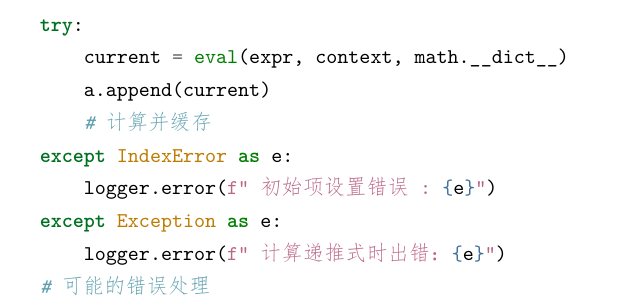 try:
    current = eval(expr, context, math.__dict__)
    a.append(current)
    # 计算并缓存
except IndexError as e:
    logger.error(f" 初始项设置错误 : {e}")
except Exception as e:
    logger.error(f" 计算递推式时出错: {e}")
# 可能的错误处理